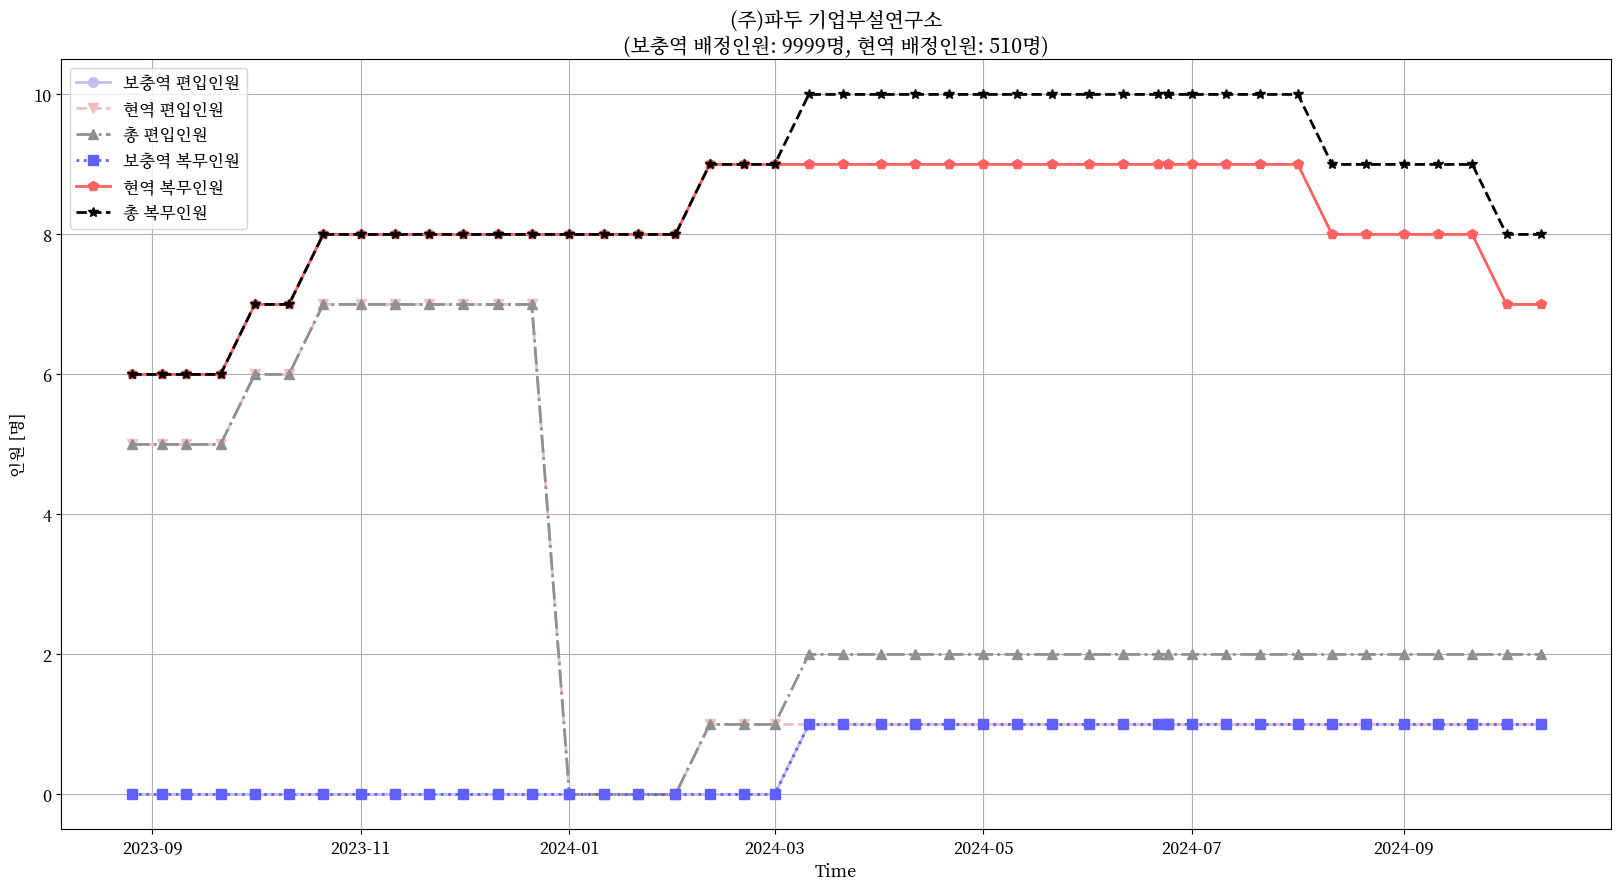 (주)파두 기업부설연구소
(보충역 배정인원: 9999명, 현역 배정인원: 510명)
보충역 편입인원
현역 편입인원
총 편입인원
보충역 복무인원
현역 복무인원
총 복무인원
10
8
6
4
2
0
인원 [명]
2023-09
2023-11
2024-01
2024-03
2024-05
2024-07
2024-09
Time